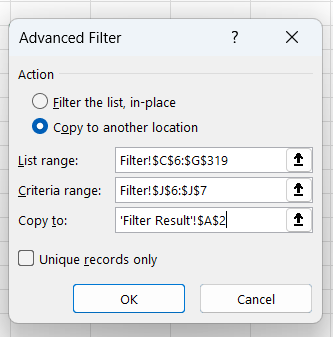 Advanced Filter ?
Action
Filter the list, in-place
Copy to another location
List range: Filter!$C$6:$G$319
Criteria range: Filter!$J$6:$J$7
Copy to: 'Filter Result'!$A$2
Unique records only
OK Cancel